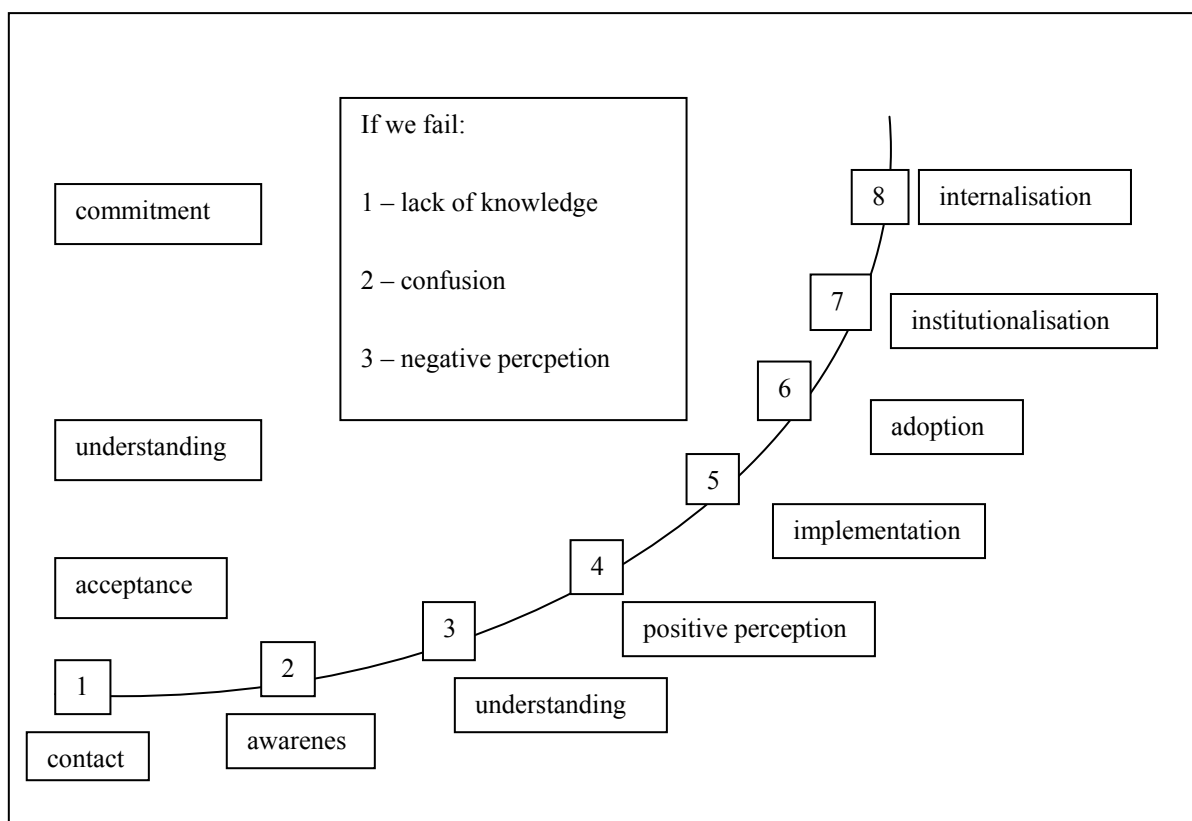 If we fail:
1 – lack of knowledge
2 – confusion
3 – negative percpetion
commitment
understanding
acceptance
8
internalisation
7
institutionalisation
6
adoption
5
implementation
4
positive perception
3
understanding
2
awarenes
1
contact